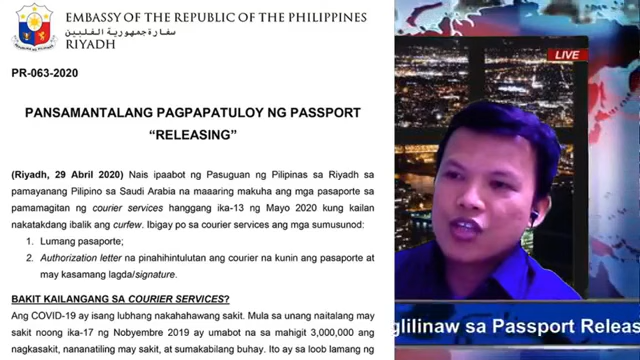 EMBASSY OF THE REPUBLIC OF THE PHILIPPINES
سفارة جمهورية الفلبين
RIYADH
PR-063-2020
PANSAMANTALANG PAGPAPATULOY NG PASSPORT
“RELEASING”
(Riyadh, 29 Abril 2020) Nais ipaabot ng Pasuguan ng Pilipinas sa Riyadh sa
pamayanang Pilipino sa Saudi Arabia na maaaring makuha ang mga pasaporte sa
pamamagitan ng courier services hanggang ika-13 ng Mayo 2020 kung kailan
nakatakdang ibalik ang curfew. Ibigay po sa courier services ang mga sumusunod:
1. Lumang pasaporte;
2. Authorization letter na pinahihintulutan ang courier na kunin ang pasaporte at
may kasamang lagda/signature.
BAKIT KAILANGANG SA COURIER SERVICES?
Ang COVID-19 ay isang lubhang nakahahawang sakit. Mula sa unang naitalang may
sakit noong ika-17 ng Nobyembre 2019 ay umabot na sa mahigit 3,000,000 ang
nagkasakit, nananatiling may sakit, at sumakabilang buhay. Ito ay sa loob lamang ng
LIVE
glilinaw sa Passport Releas